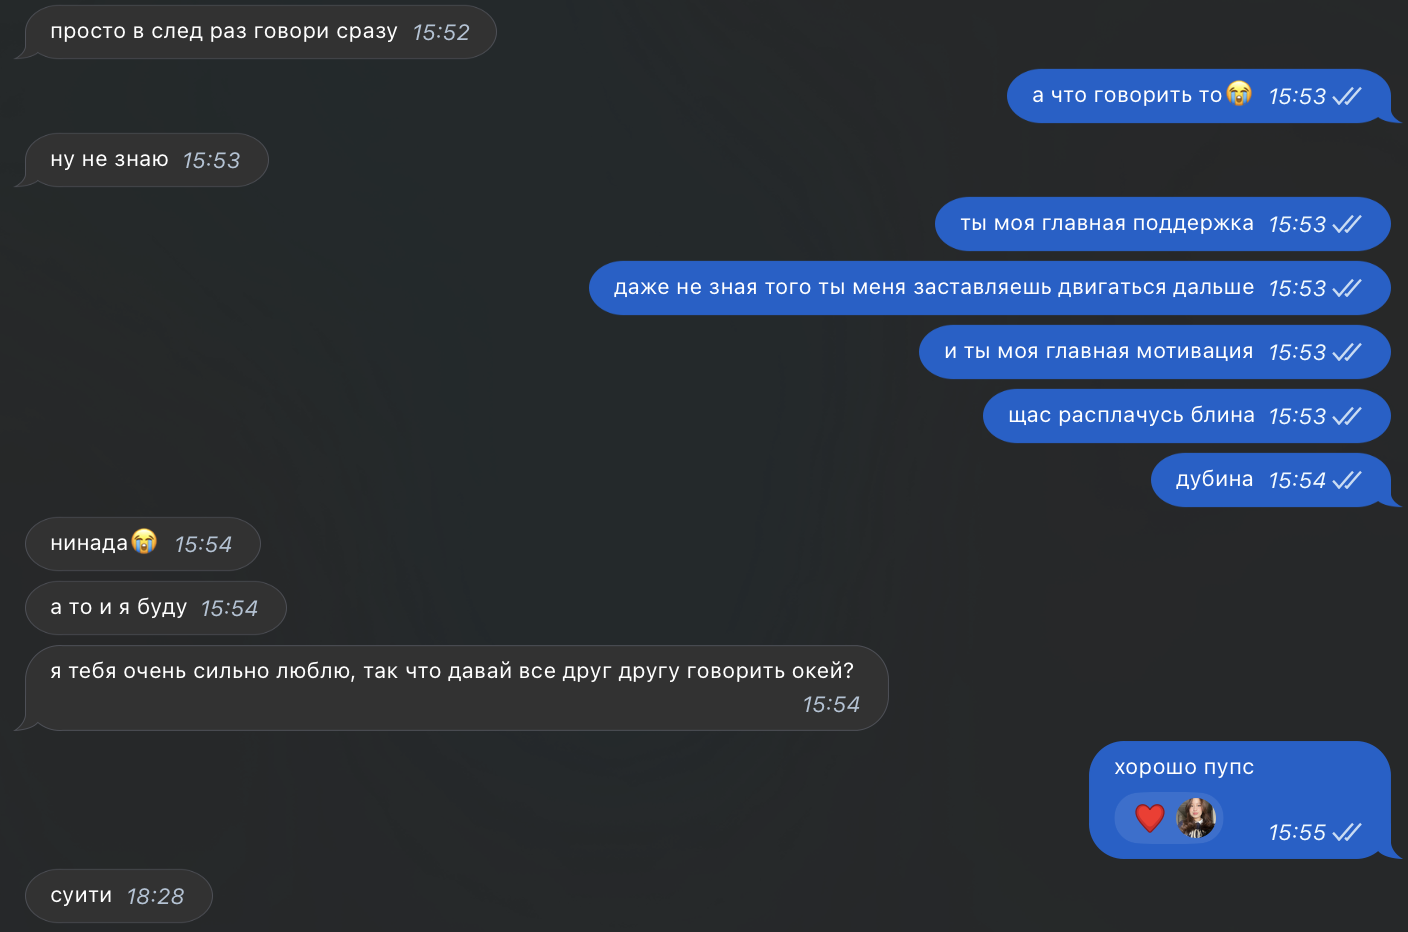 просто в след раз говори сразу 15:52
а что говорить то😭 15:53
ну не знаю 15:53
ты моя главная поддержка 15:53
даже не зная того ты меня заставляешь двигаться дальше 15:53
и ты моя главная мотивация 15:53
щас расплачусь блина 15:53
дубина 15:54
нинада😭 15:54
а то и я буду 15:54
я тебя очень сильно люблю, так что давай все друг другу говорить окей?
15:54
хорошо пупс
❤️ 15:55
суити 18:28